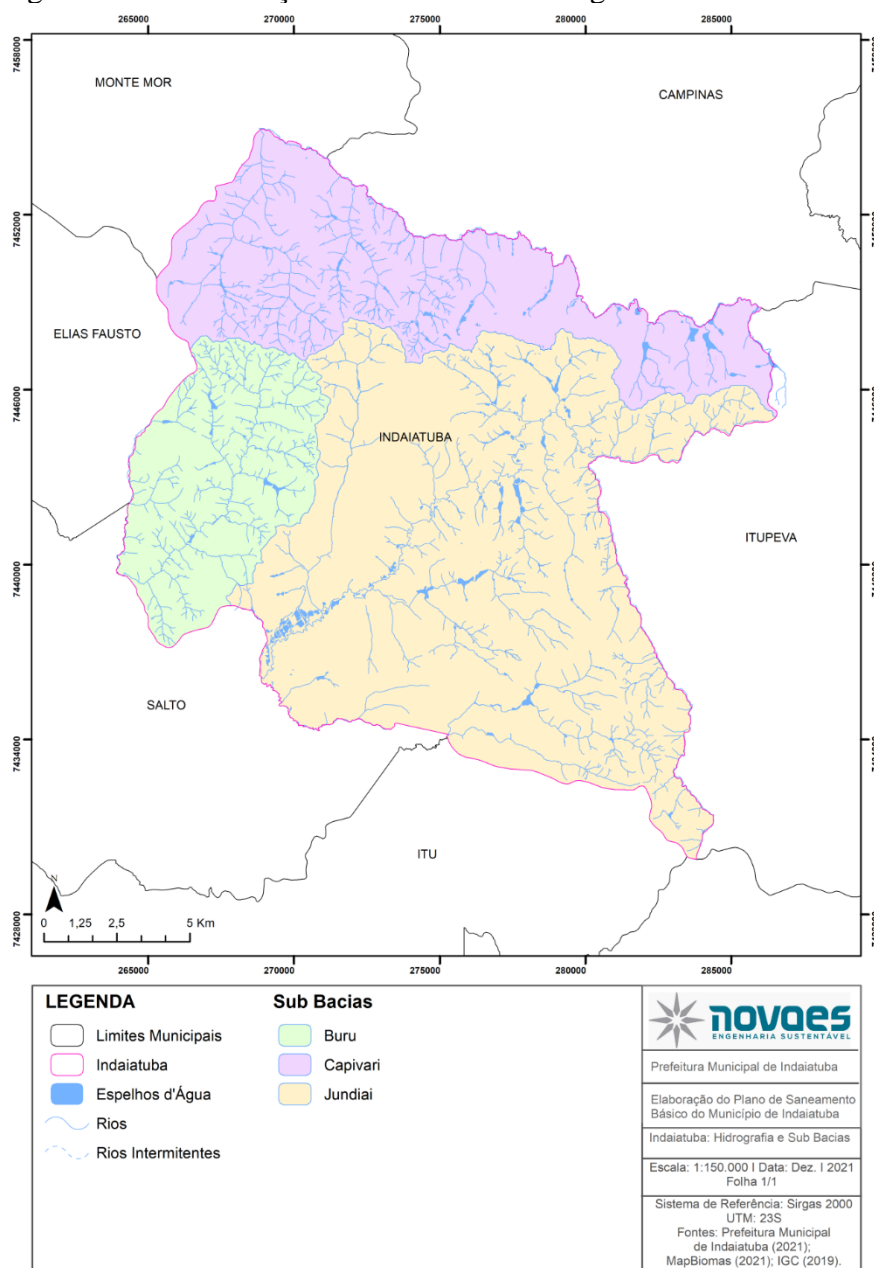 265000 270000 275000 280000 285000
7458000
7452000
7446000
7440000
7434000
7428000
MONTE MOR
CAMPINAS
ELIAS FAUSTO
INDAIATUBA
ITUPEVA
SALTO
ITU
N
0 1,25 2,5 5 Km
265000 270000 275000 280000 285000
LEGENDA
Limites Municipais
Indaiatuba
Espelhos d'Água
Rios
Rios Intermitentes
Sub Bacias
Buru
Capivari
Jundiai
novaes
ENGENHARIA SUSTENTÁVEL
Prefeitura Municipal de Indaiatuba
Elaboração do Plano de Saneamento
Básico do Município de Indaiatuba
Indaiatuba: Hidrografia e Sub Bacias
Escala: 1:150.000 I Data: Dez. I 2021
Folha 1/1
Sistema de Referência: Sirgas 2000
UTM: 23S
Fontes: Prefeitura Municipal
de Indaiatuba (2021);
MapBiomas (2021); IGC (2019).